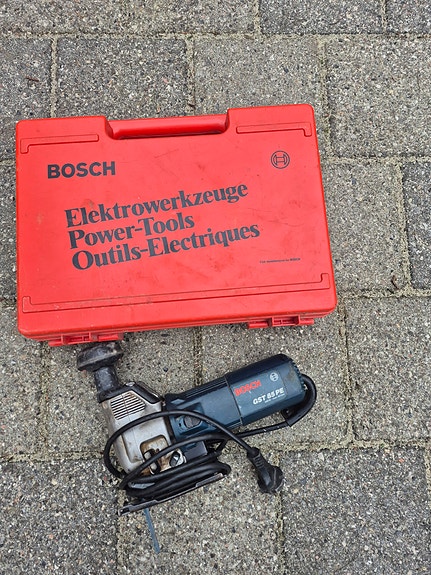 BOSCH
Elektrowerkzeuge
Power-Tools
Outils-Electriques
BOSCH
GST 85 PE